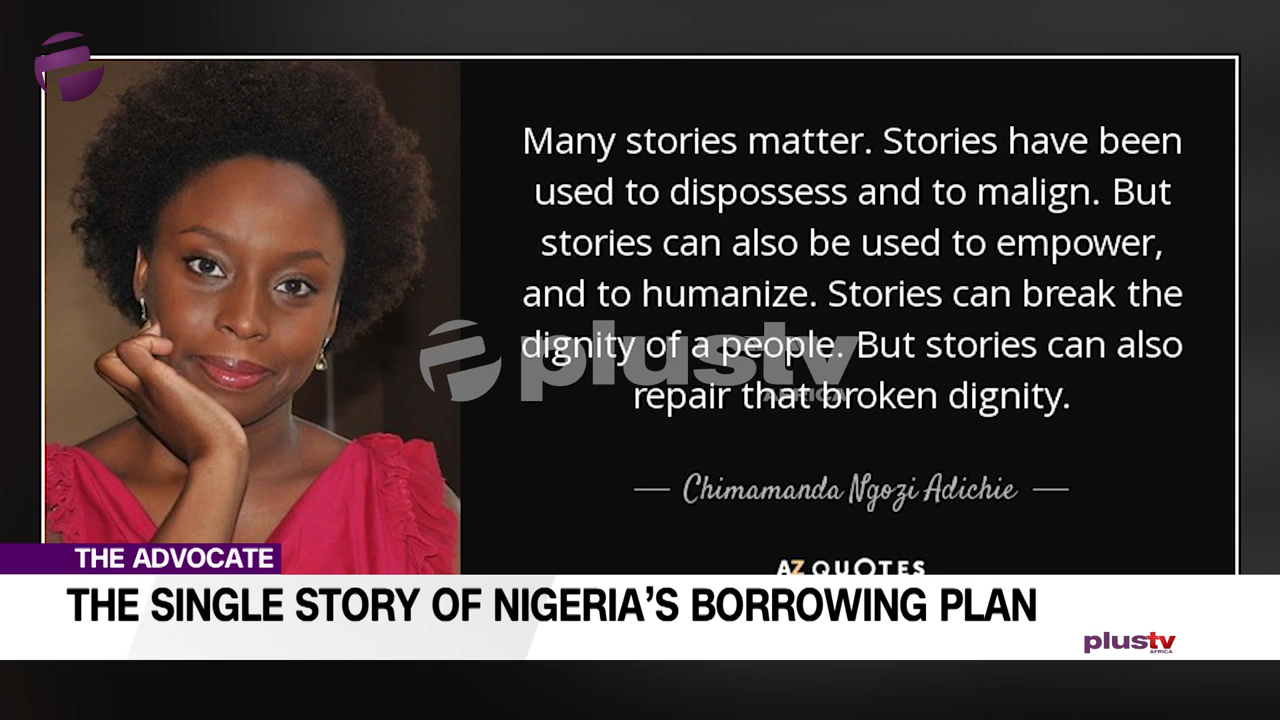 Many stories matter. Stories have been
used to dispossess and to malign. But
stories can also be used to empower,
and to humanize. Stories can break the
dignity of a people. But stories can also
repair that broken dignity.
Chimamanda Ngozi Adichie
AZ QUOTES
plustv
AFRICA
THE ADVOCATE
THE SINGLE STORY OF NIGERIA'S BORROWING PLAN
plustv
AFRICA